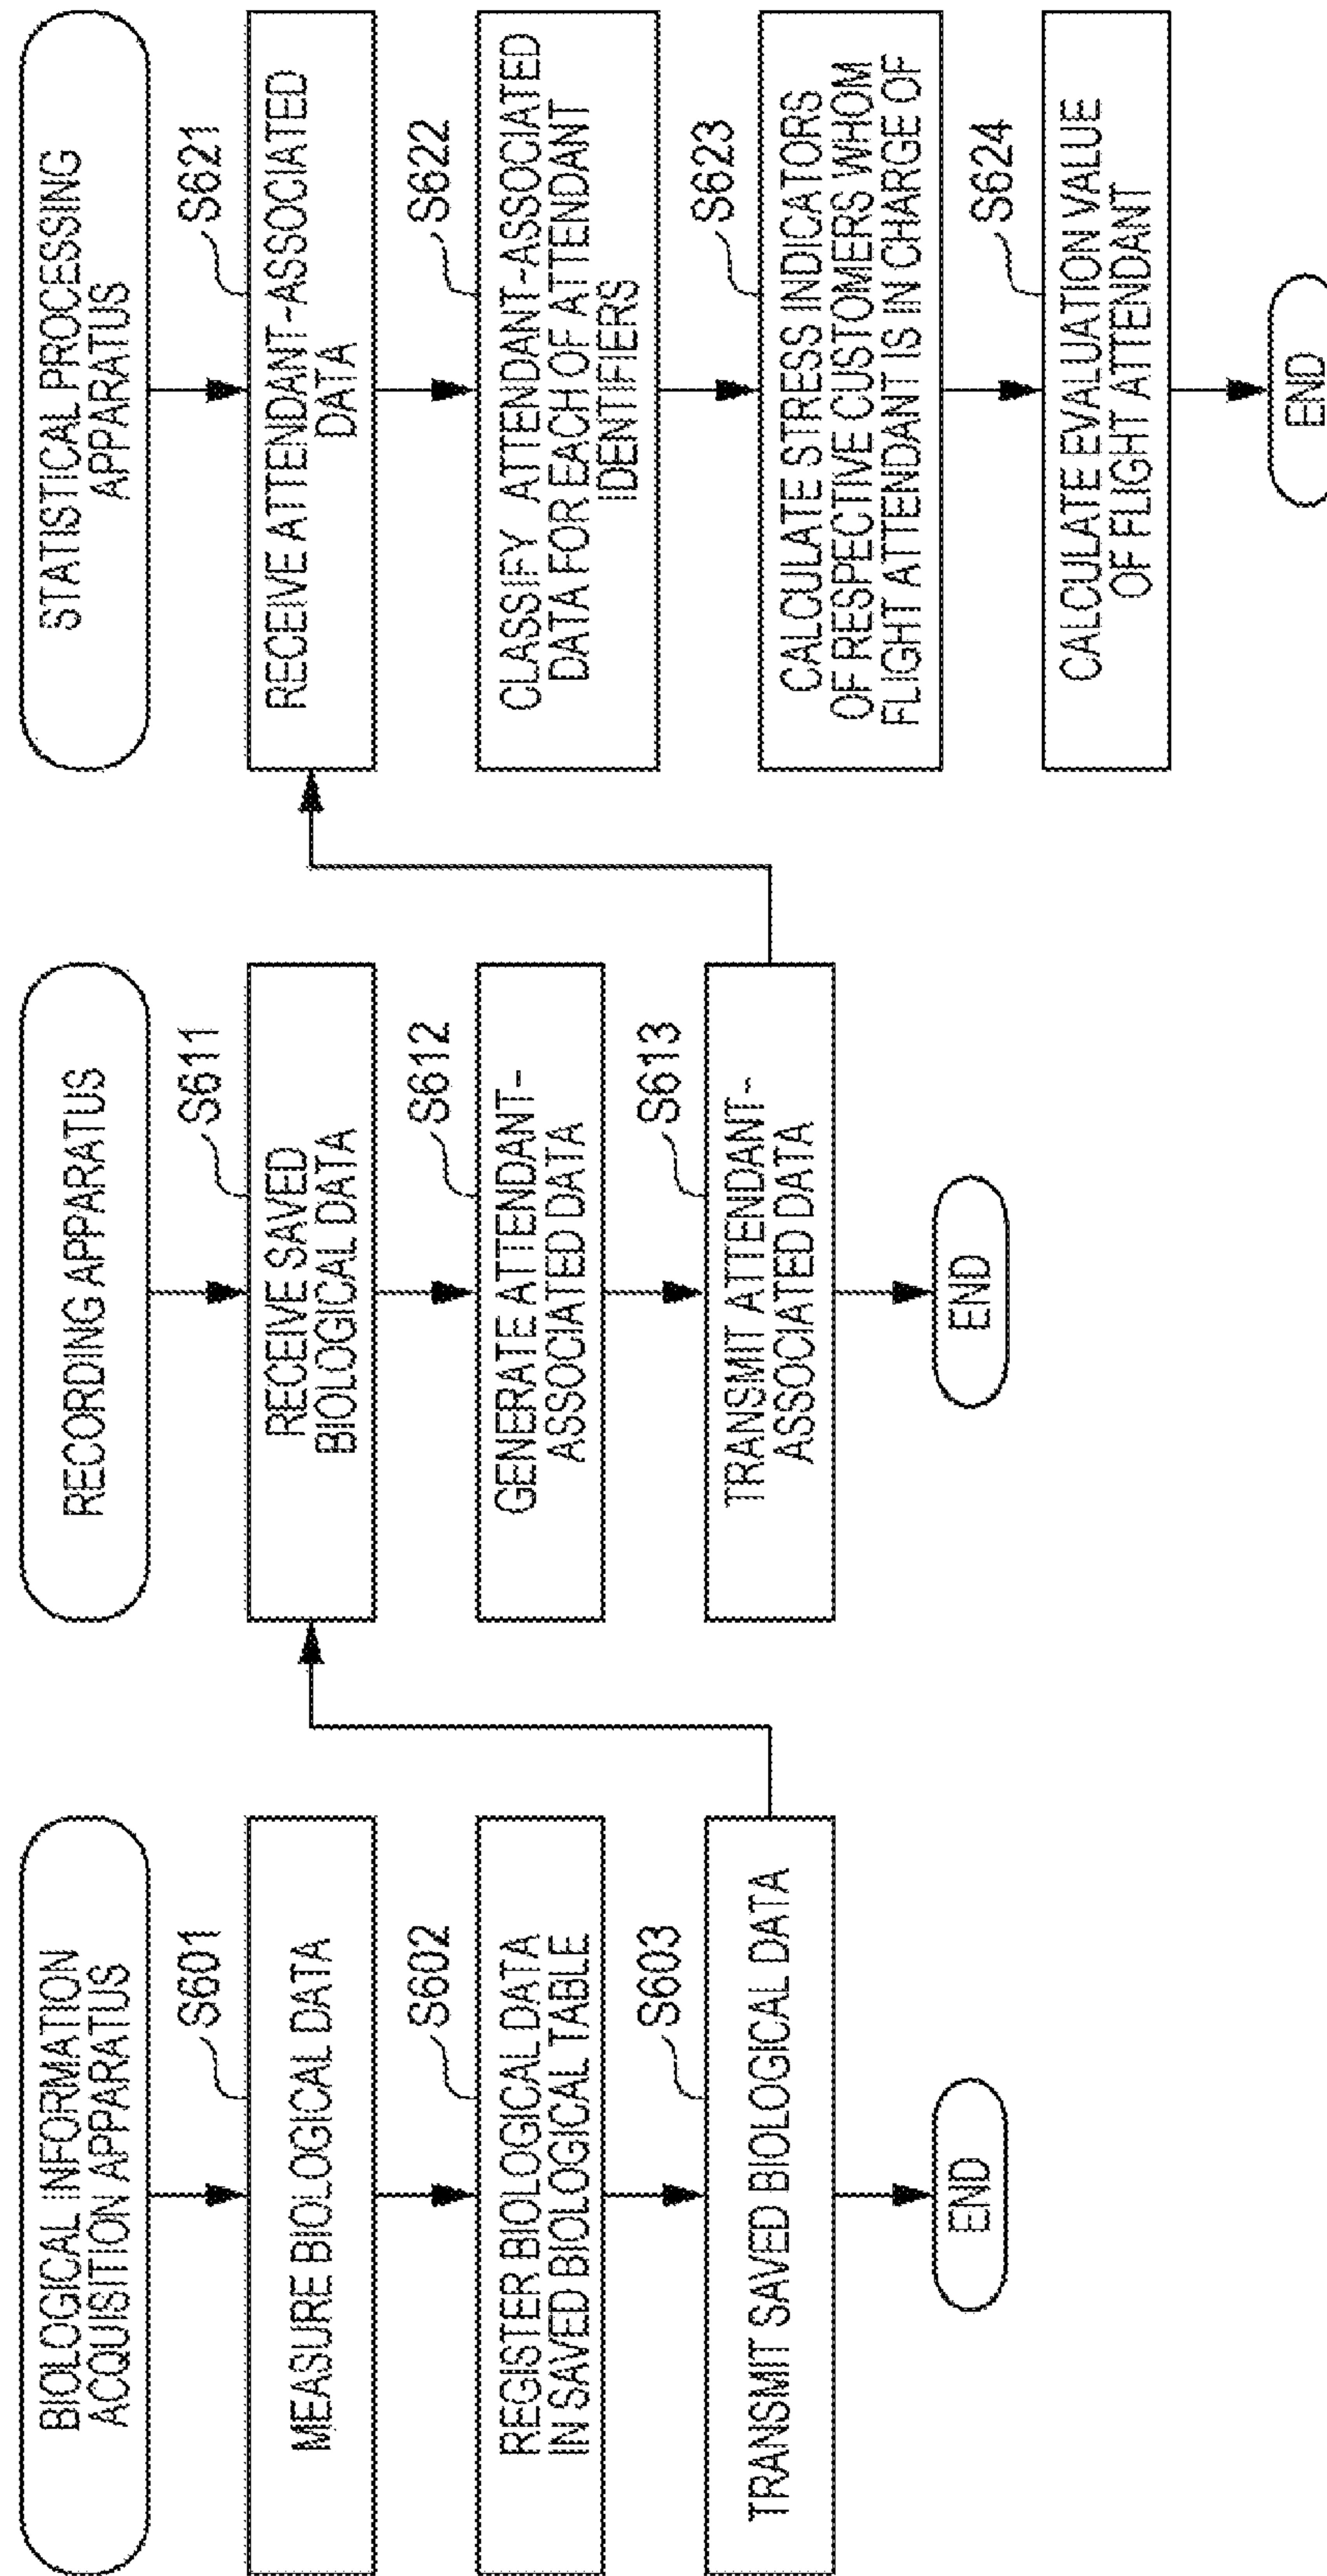 BIOLOGICAL INFORMATION
ACQUISITION APPARATUS
S601
MEASURE BIOLOGICAL DATA
S602
REGISTER BIOLOGICAL DATA
IN SAVED BIOLOGICAL TABLE
S603
TRANSMIT SAVED BIOLOGICAL DATA
END
RECORDING APPARATUS
S611
RECEIVE SAVED
BIOLOGICAL DATA
S612
GENERATE ATTENDANT-
ASSOCIATED DATA
S613
TRANSMIT ATTENDANT-
ASSOCIATED DATA
END
STATISTICAL PROCESSING
APPARATUS
S621
RECEIVE ATTENDANT-ASSOCIATED
DATA
S622
CLASSIFY ATTENDANT-ASSOCIATED
DATA FOR EACH OF ATTENDANT
IDENTIFIERS
S623
CALCULATE STRESS INDICATORS
OF RESPECTIVE CUSTOMERS WHOM
FLIGHT ATTENDANT IS IN CHARGE OF
S624
CALCULATE EVALUATION VALUE
OF FLIGHT ATTENDANT
END